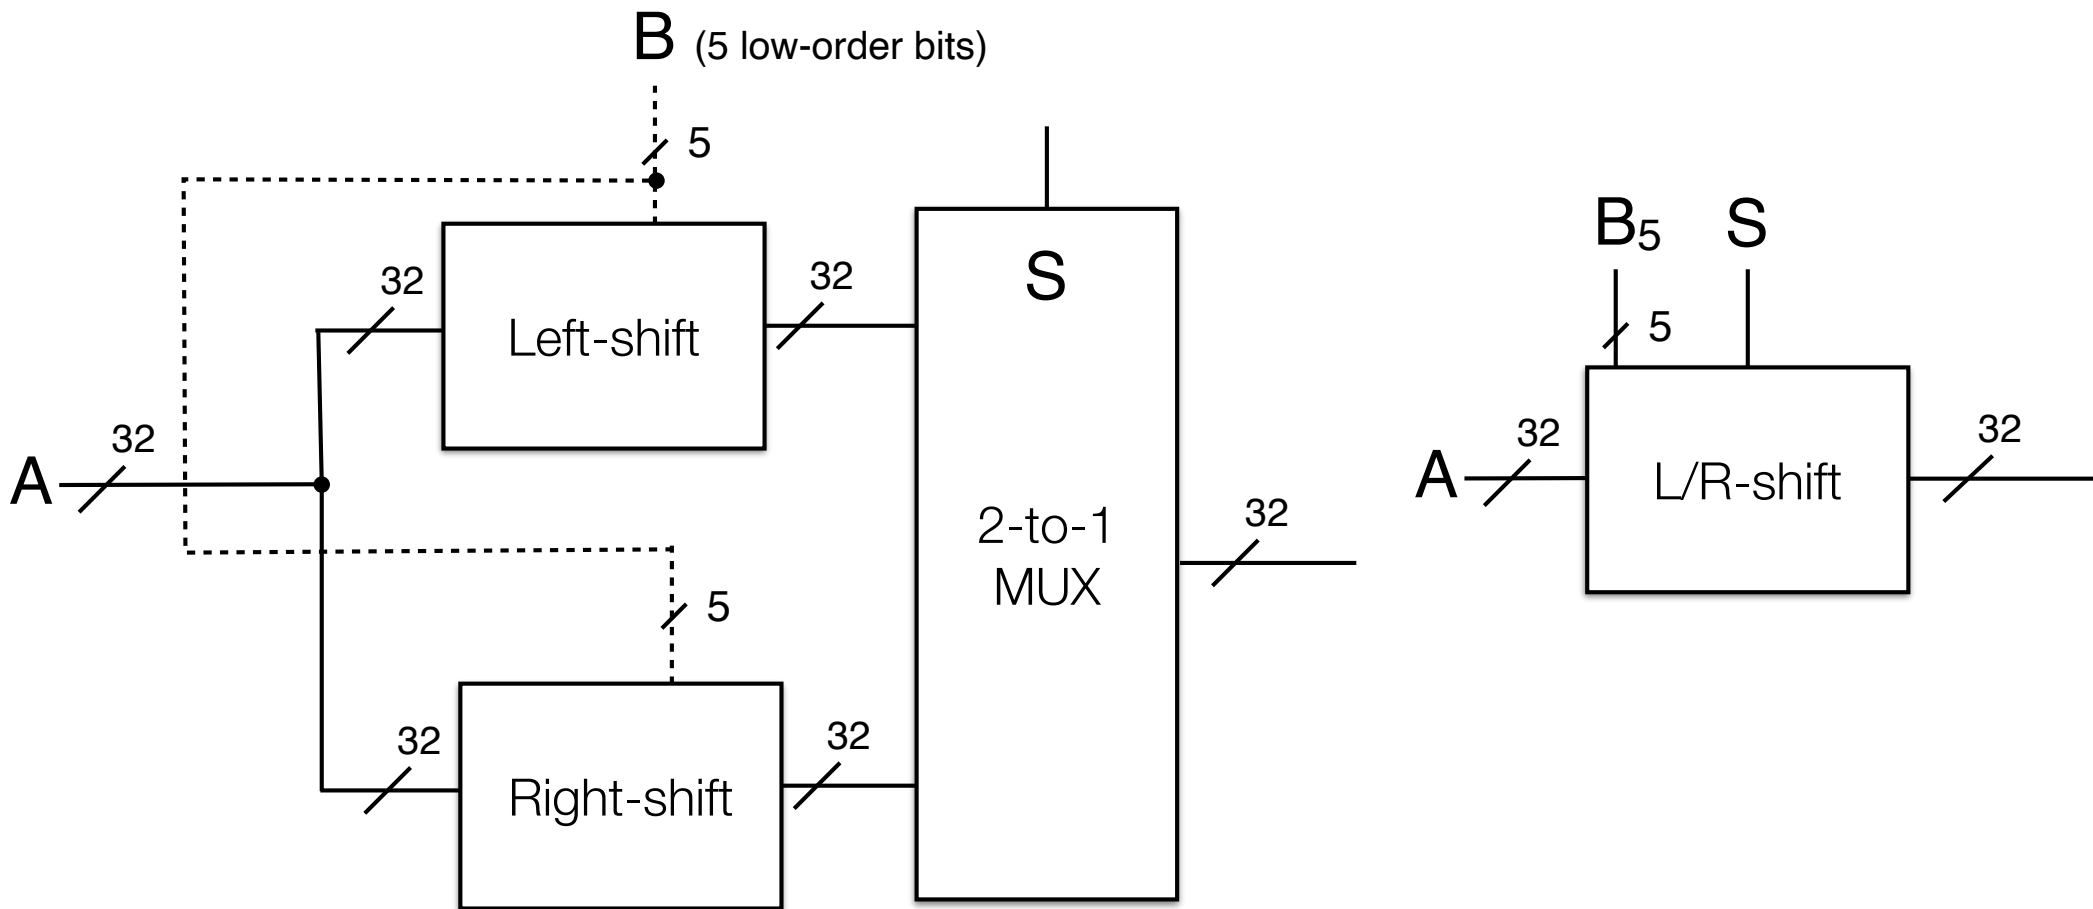 B (5 low-order bits)
5
32
Left-shift
32
S
A
32
2-to-1
MUX
32
5
32
Right-shift
32
B5
S
5
A
32
L/R-shift
32